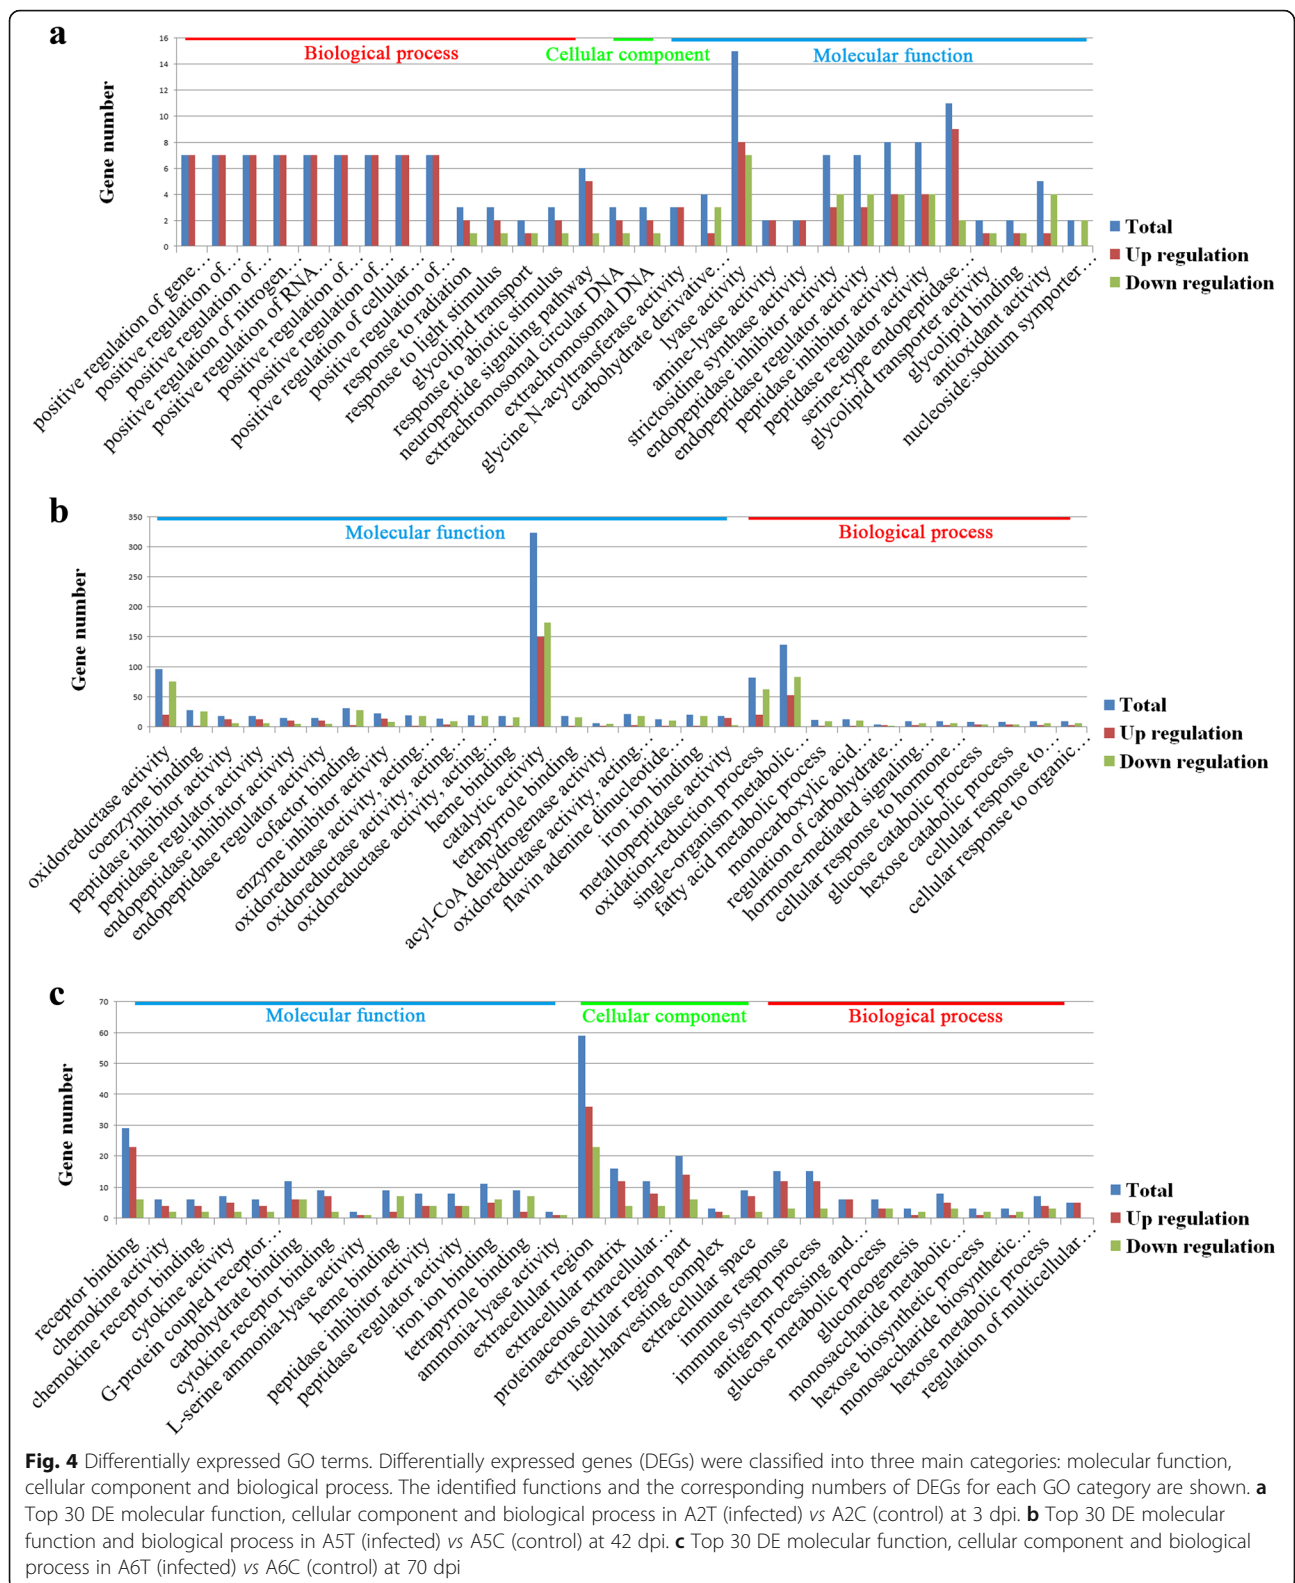 a
Biological process
Cellular component
Molecular function
Gene number
16
14
12
10
8
6
4
2
0
Total
Up regulation
Down regulation
positive regulation of gene…
positive regulation of…
positive regulation of…
positive regulation of nitrogen…
positive regulation of RNA…
positive regulation of…
positive regulation of…
positive regulation of cellular…
positive regulation of…
response to radiation
response to light stimulus
glycolipid transport
response to abiotic stimulus
neuropeptide signaling pathway
extrachromosomal circular DNA
extrachromosomal DNA
glycine N-acyltransferase activity
carbohydrate derivative…
lyase activity
amine-lyase activity
strictosidine synthase activity
endopeptidase inhibitor activity
endopeptidase regulator activity
peptidase inhibitor activity
peptidase regulator activity
serine-type endopeptidase…
glycolipid transporter activity
glycolipid binding
antioxidant activity
nucleoside:sodium symporter…
b
Molecular function
Biological process
Gene number
350
300
250
200
150
100
50
0
Total
Up regulation
Down regulation
oxidoreductase activity
coenzyme binding
peptidase inhibitor activity
peptidase regulator activity
endopeptidase inhibitor activity
endopeptidase regulator activity
cofactor binding
enzyme inhibitor activity
oxidoreductase activity, acting…
oxidoreductase activity, acting…
oxidoreductase activity, acting…
heme binding
catalytic activity
tetrapyrrole binding
acyl-CoA dehydrogenase activity
oxidoreductase activity, acting…
flavin adenine dinucleotide…
iron ion binding
metallopeptidase activity
oxidation-reduction process
single-organism metabolic…
fatty acid metabolic process
monocarboxylic acid…
regulation of carbohydrate…
hormone-mediated signaling…
cellular response to hormone…
glucose catabolic process
hexose catabolic process
cellular response to…
cellular response to organic…
c
Molecular function
Cellular component
Biological process
Gene number
70
60
50
40
30
20
10
0
Total
Up regulation
Down regulation
receptor binding
chemokine activity
chemokine receptor binding
cytokine activity
G-protein coupled receptor…
carbohydrate binding
cytokine receptor binding
L-serine ammonia-lyase activity
heme binding
peptidase inhibitor activity
peptidase regulator activity
iron ion binding
tetrapyrrole binding
ammonia-lyase activity
extracellular region
extracellular matrix
proteinaceous extracellular…
extracellular region part
light-harvesting complex
extracellular space
immune response
immune system process
antigen processing and…
glucose metabolic process
gluconeogenesis
monosaccharide metabolic…
hexose biosynthetic process
monosaccharide biosynthetic…
hexose metabolic process
regulation of multicellular…
Fig. 4 Differentially expressed GO terms. Differentially expressed genes (DEGs) were classified into three main categories: molecular function,
cellular component and biological process. The identified functions and the corresponding numbers of DEGs for each GO category are shown. a
Top 30 DE molecular function, cellular component and biological process in A2T (infected) vs A2C (control) at 3 dpi. b Top 30 DE molecular
function and biological process in A5T (infected) vs A5C (control) at 42 dpi. c Top 30 DE molecular function, cellular component and biological
process in A6T (infected) vs A6C (control) at 70 dpi